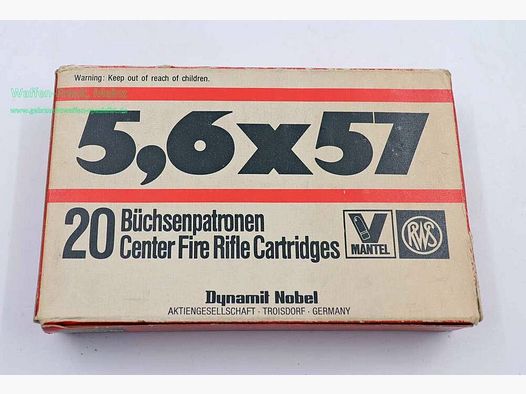 Warning: Keep out of reach of children.
5,6x57
20 Büchsenpatronen
Center Fire Rifle Cartridges
V
MANTEL
RWS
Dynamit Nobel
AKTIENGESELLSCHAFT · TROISDORF · GERMANY